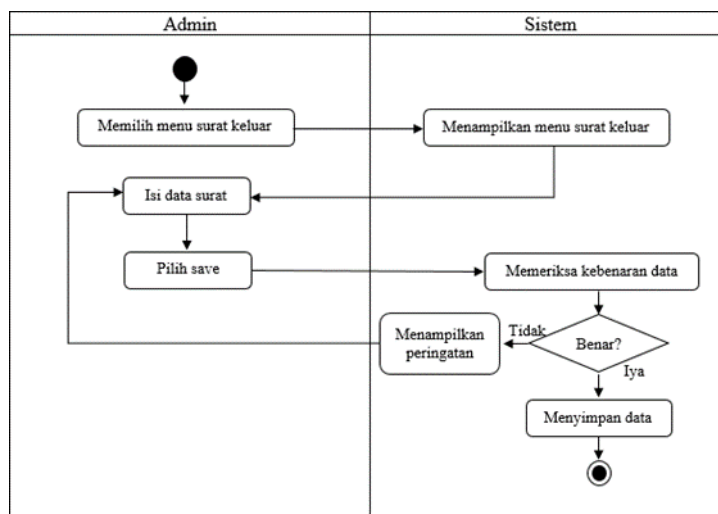 Admin
Sistem
Memilih menu surat keluar
Menampilkan menu surat keluar
Isi data surat
Pilih save
Memeriksa kebenaran data
Menampilkan
peringatan
Tidak
Benar?
Iya
Menyimpan data